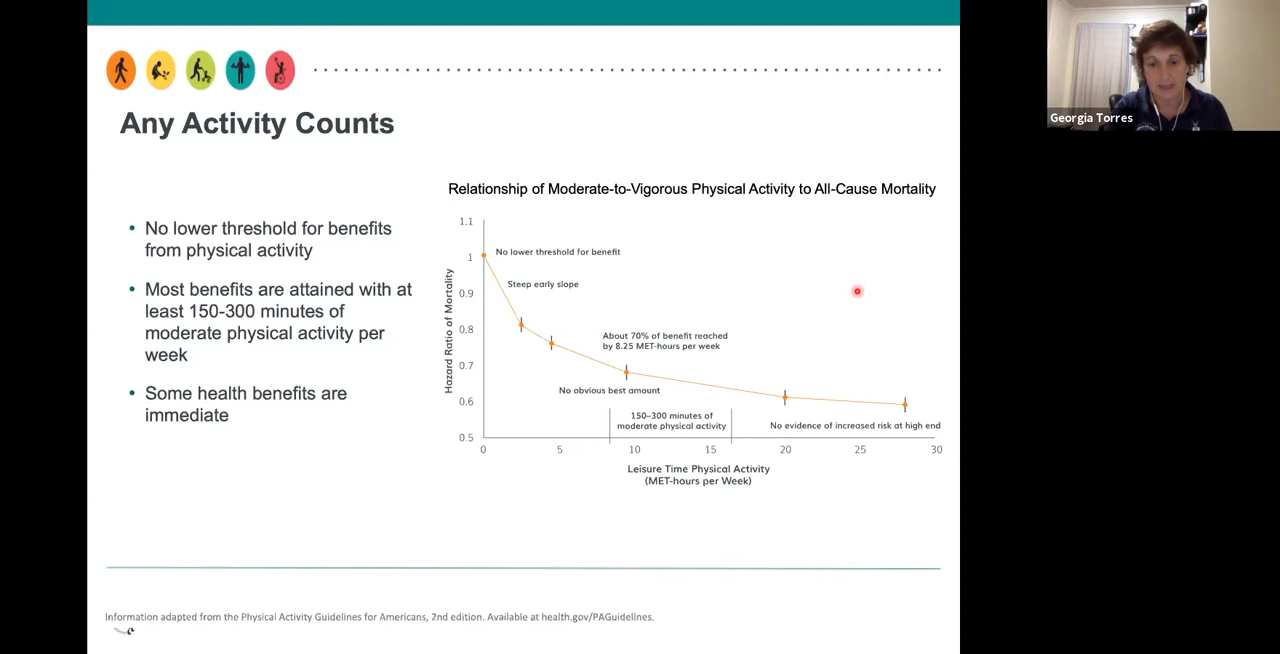 Any Activity Counts
Georgia Torres
• No lower threshold for benefits
from physical activity
• Most benefits are attained with at
least 150-300 minutes of
moderate physical activity per
week
• Some health benefits are
immediate
Relationship of Moderate-to-Vigorous Physical Activity to All-Cause Mortality
Hazard Ratio of Mortality
1.1
1
0.9
0.8
0.7
0.6
0.5
No lower threshold for benefit
Steep early slope
About 70% of benefit reached
by 8.25 MET-hours per week
No obvious best amount
150–300 minutes of
moderate physical activity
No evidence of increased risk at high end
0 5 10 15 20 25 30
Leisure Time Physical Activity
(MET-hours per Week)
Information adapted from the Physical Activity Guidelines for Americans, 2nd edition. Available at health.gov/PAGuidelines.